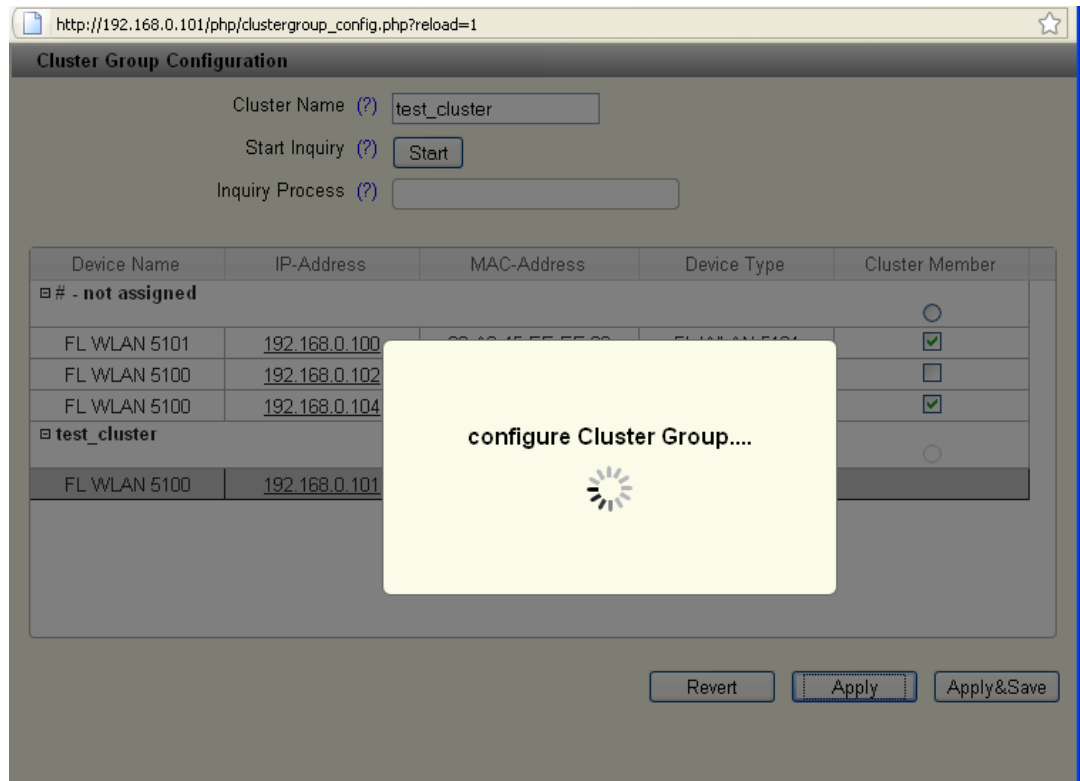 http://192.168.0.101/php/clustergroup_config.php?reload=1
Cluster Group Configuration
Cluster Name (?) test_cluster
Start Inquiry (?) Start
Inquiry Process (?)
Device Name IP-Address MAC-Address Device Type Cluster Member
# - not assigned
FL WLAN 5101 192.168.0.100
FL WLAN 5100 192.168.0.102
FL WLAN 5100 192.168.0.104
test_cluster
FL WLAN 5100 192.168.0.101
configure Cluster Group....
Revert Apply Apply&Save